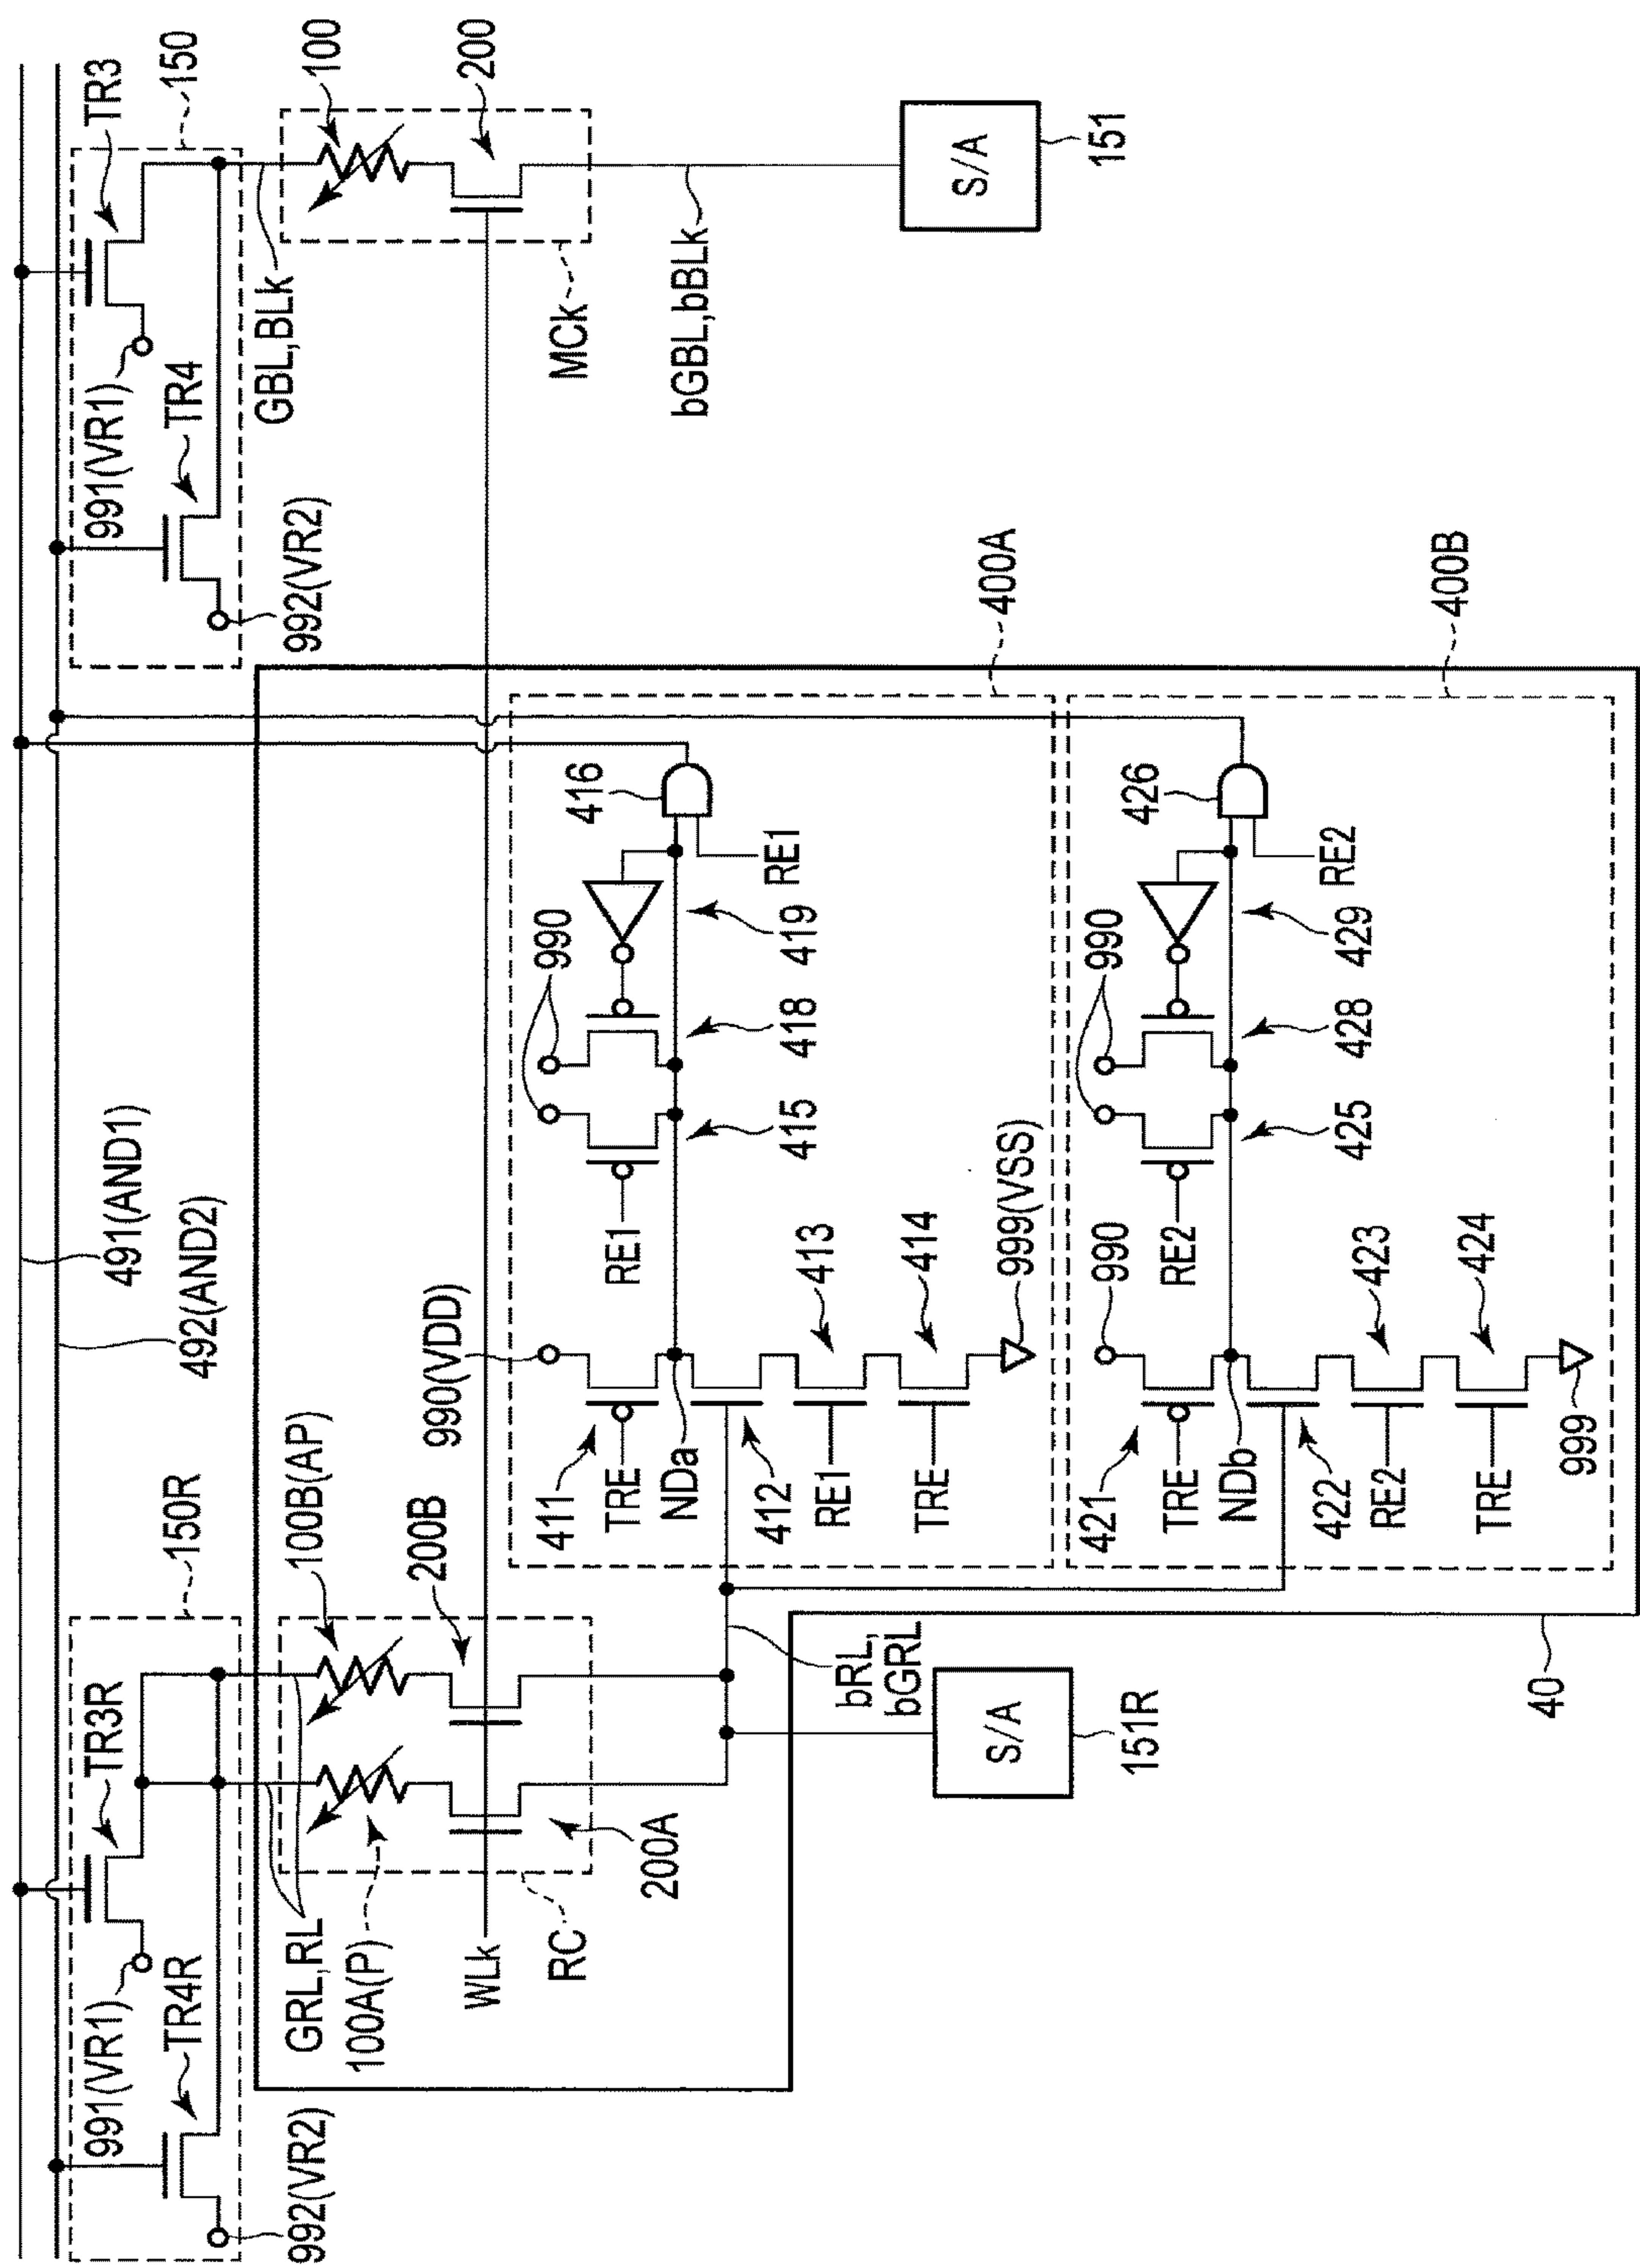 491(AND1)
492(AND2)
150R
TR3R
991(VR1)
TR4R
992(VR2)
GRL,RL
100A(P)
100B(AP)
200B
200A
WLk
RC
bRL,
bGRL
S/A
151R
40
990(VDD)
411
TRE
NDa
412
RE1
413
TRE
414
999(VSS)
RE1
415
990
418
419
416
RE1
400A
990
421
TRE
NDb
422
RE2
423
TRE
424
999
RE2
425
990
428
429
426
RE2
400B
150
TR3
991(VR1)
TR4
992(VR2)
GBL,BLk
100
200
MCk
bGBL,bBLk
S/A
151